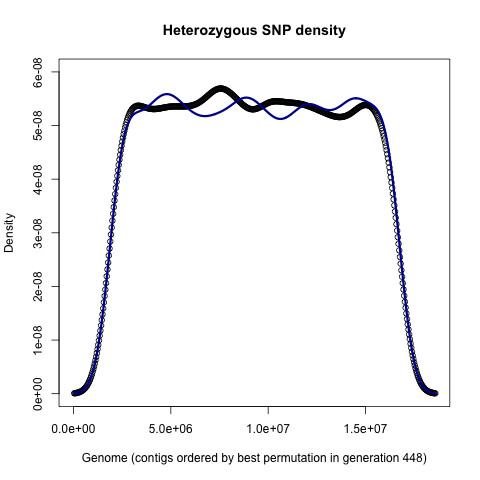 Heterozygous SNP density
Density
6e-08
5e-08
4e-08
3e-08
2e-08
1e-08
0e+00
0.0e+00 5.0e+06 1.0e+07 1.5e+07
Genome (contigs ordered by best permutation in generation 448)